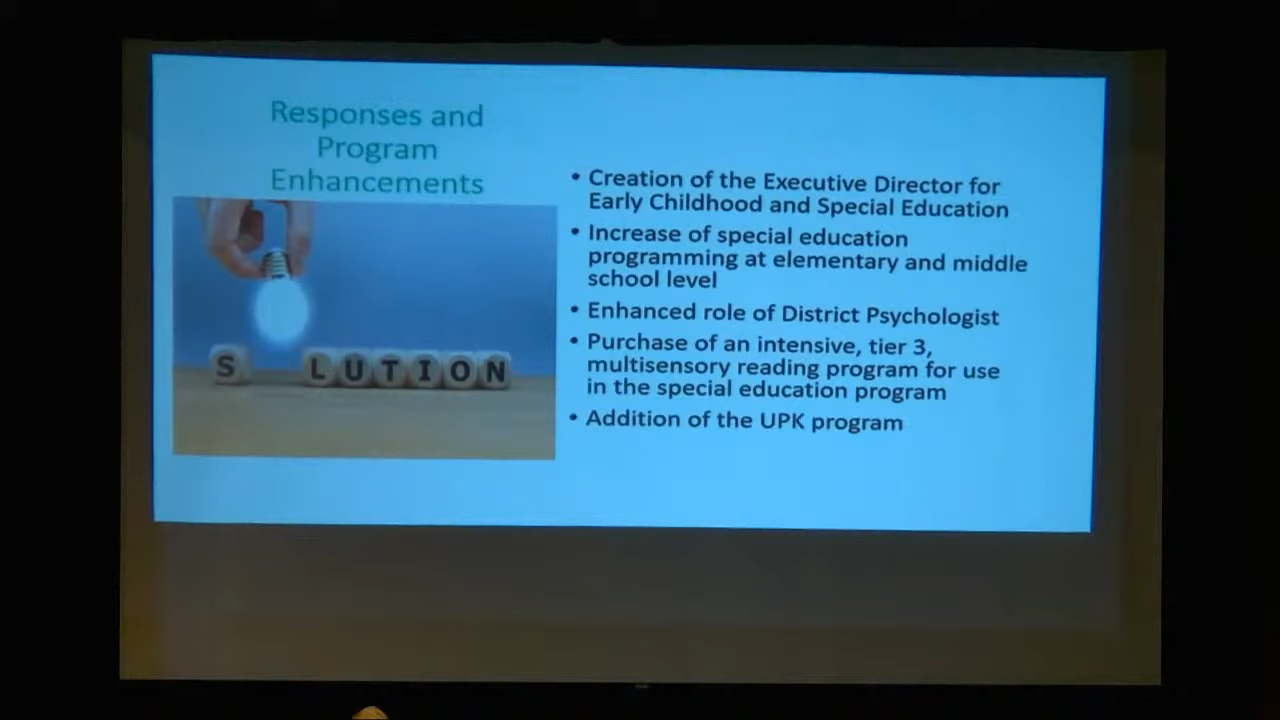 Responses and
Program
Enhancements
S LUTION
• Creation of the Executive Director for
Early Childhood and Special Education
• Increase of special education
programming at elementary and middle
school level
• Enhanced role of District Psychologist
• Purchase of an intensive, tier 3,
multisensory reading program for use
in the special education program
• Addition of the UPK program